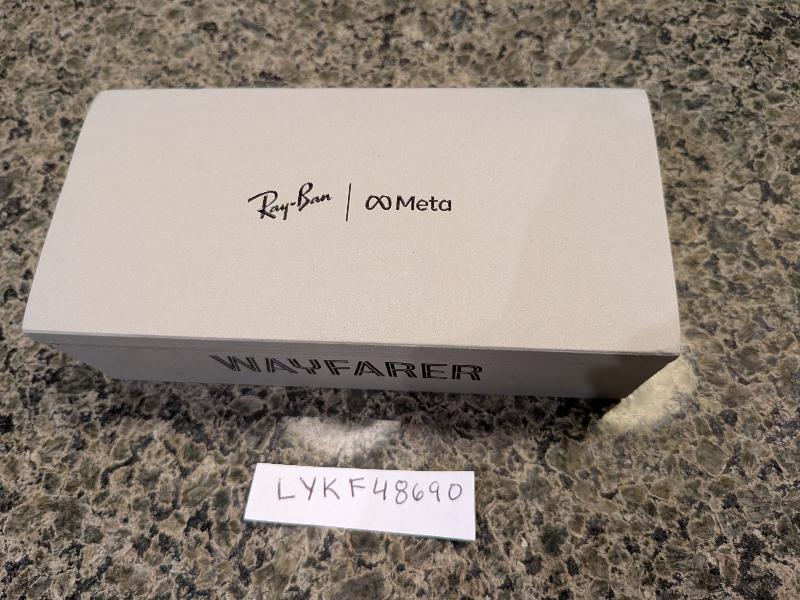 Ray-Ban | Meta
WAYFARER
LYKF48690